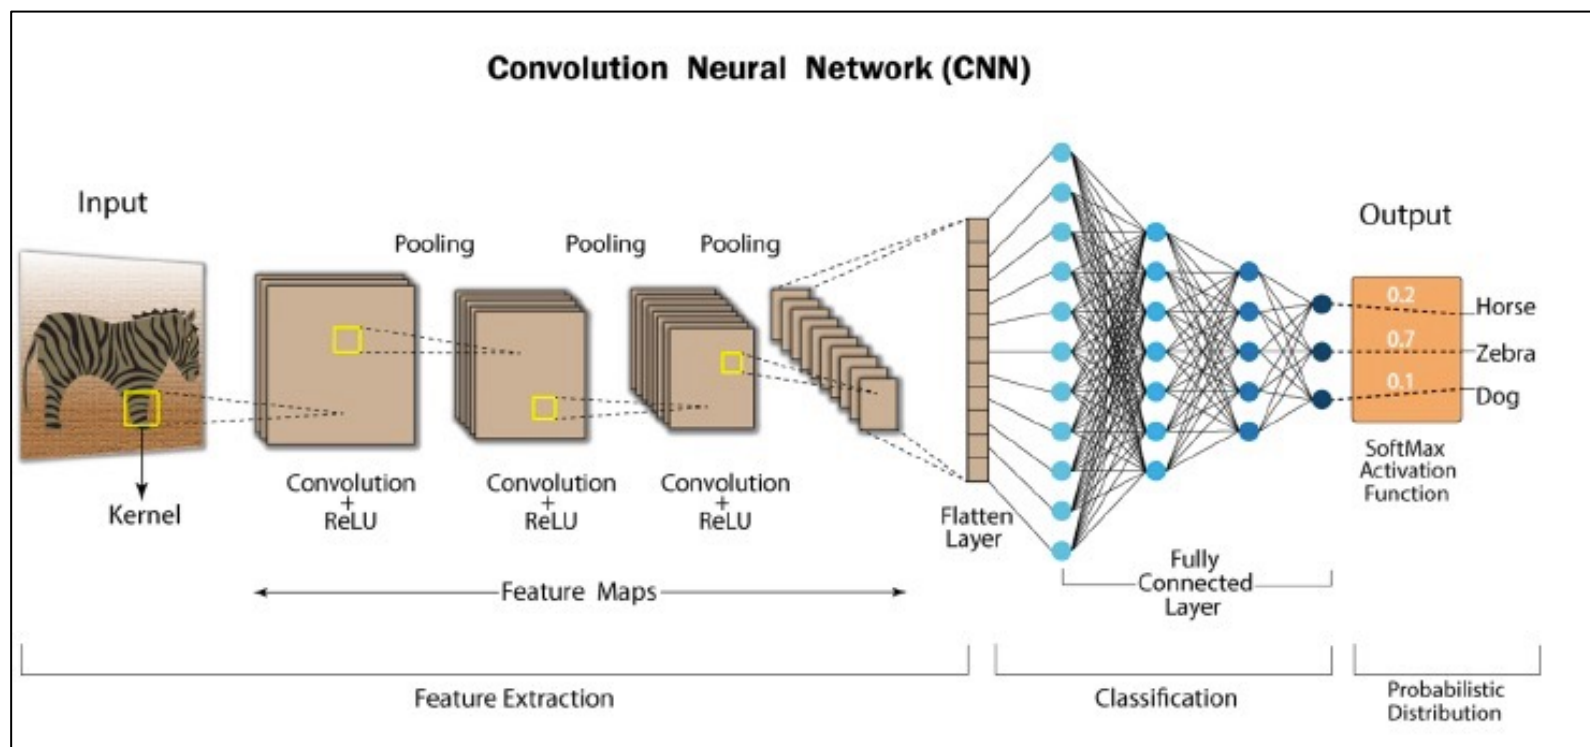 Convolution Neural Network (CNN)
Input
Pooling
Pooling
Pooling
Output
0.2
Horse
0.7
Zebra
0.1
Dog
Kernel
Convolution
+
ReLU
Convolution
+
ReLU
Convolution
+
ReLU
Flatten
Layer
SoftMax
Activation
Function
Feature Maps
Fully
Connected
Layer
Feature Extraction
Classification
Probabilistic
Distribution